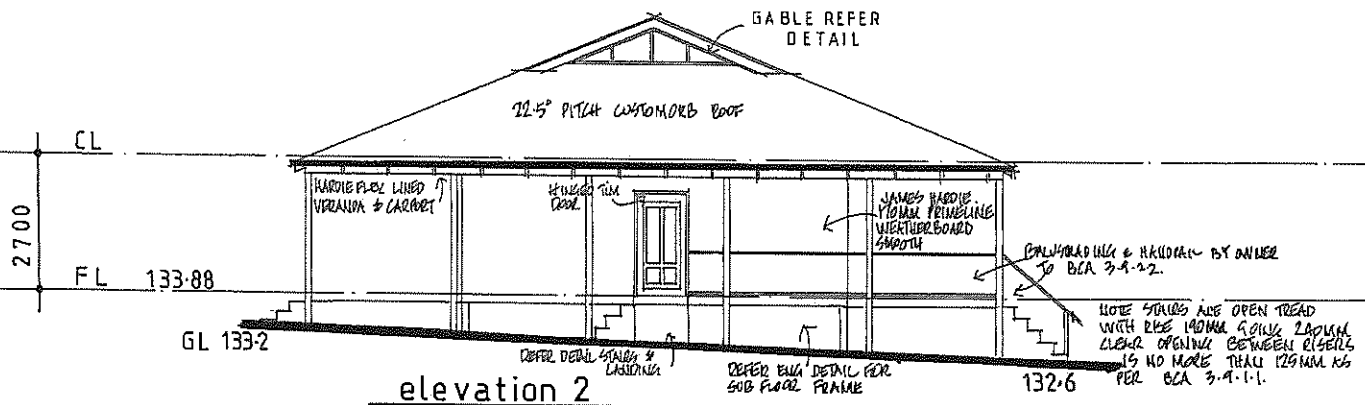 GABLE REFER
DETAIL
22.5° PITCH CUSTOMORB ROOF
CL
HARDIFLEX LINED
VERANDA & CARPORT
HINGED TIM
DOOR
JAMES HARDIE
WEATHERBOARD
SMOOTH
2700
BALUSTRADING & HANDRAIL BY OWNER
TO BCA 3.9.2.2.
FL 133.88
NOTE STAIRS ARE OPEN TREAD
WITH RISE 190MM GOING 240MM
CLEAR OPENING BETWEEN RISERS
IS NO MORE THAN 125MM AS
PER BCA 3.9.1.1.
GL 133.2
REFER DETAIL STAIRS &
LANDING
REFER ENG DETAIL FOR
SUB FLOOR FRAME
132.6
elevation 2